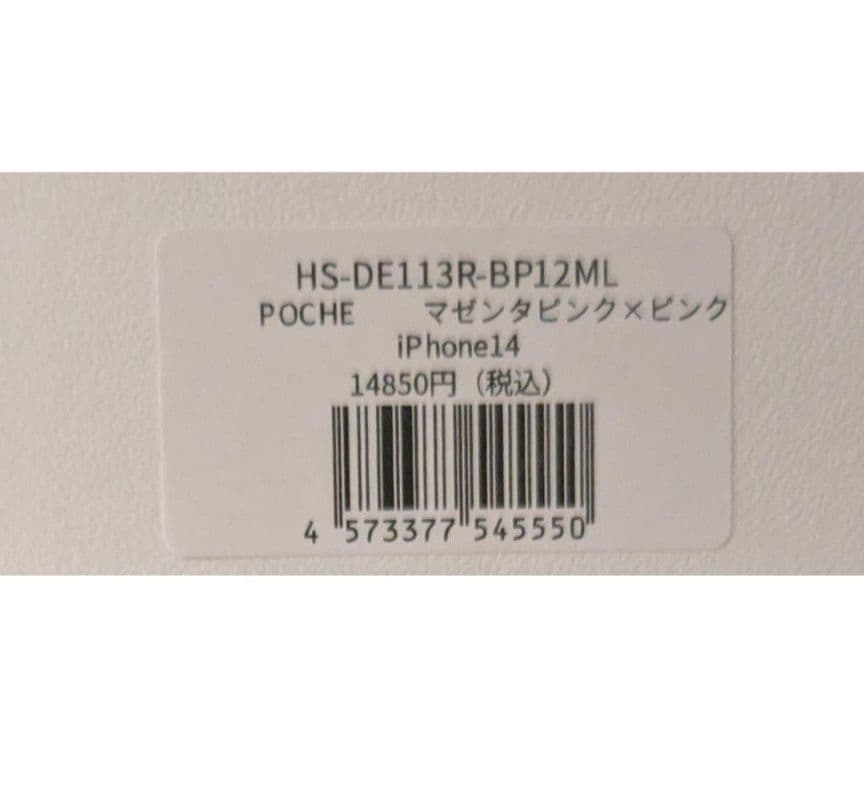 HS-DE113R-BP12ML
POCHE　　マゼンタピンク×ピンク
iPhone14
14850円（税込）
4 573377 545550